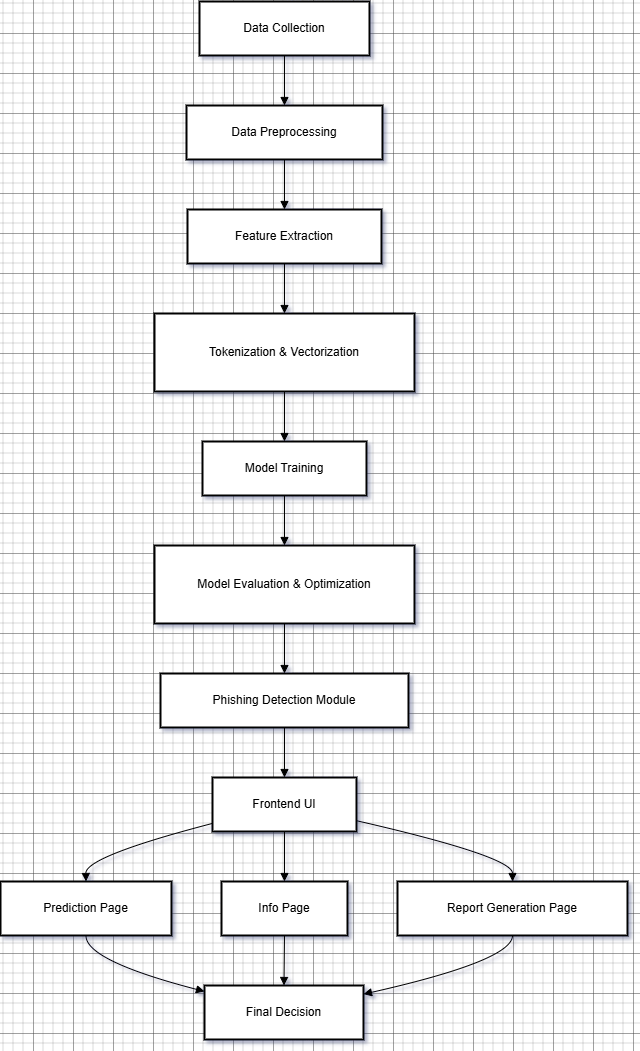 Data Collection
Data Preprocessing
Feature Extraction
Tokenization & Vectorization
Model Training
Model Evaluation & Optimization
Phishing Detection Module
Frontend UI
Prediction Page
Info Page
Report Generation Page
Final Decision